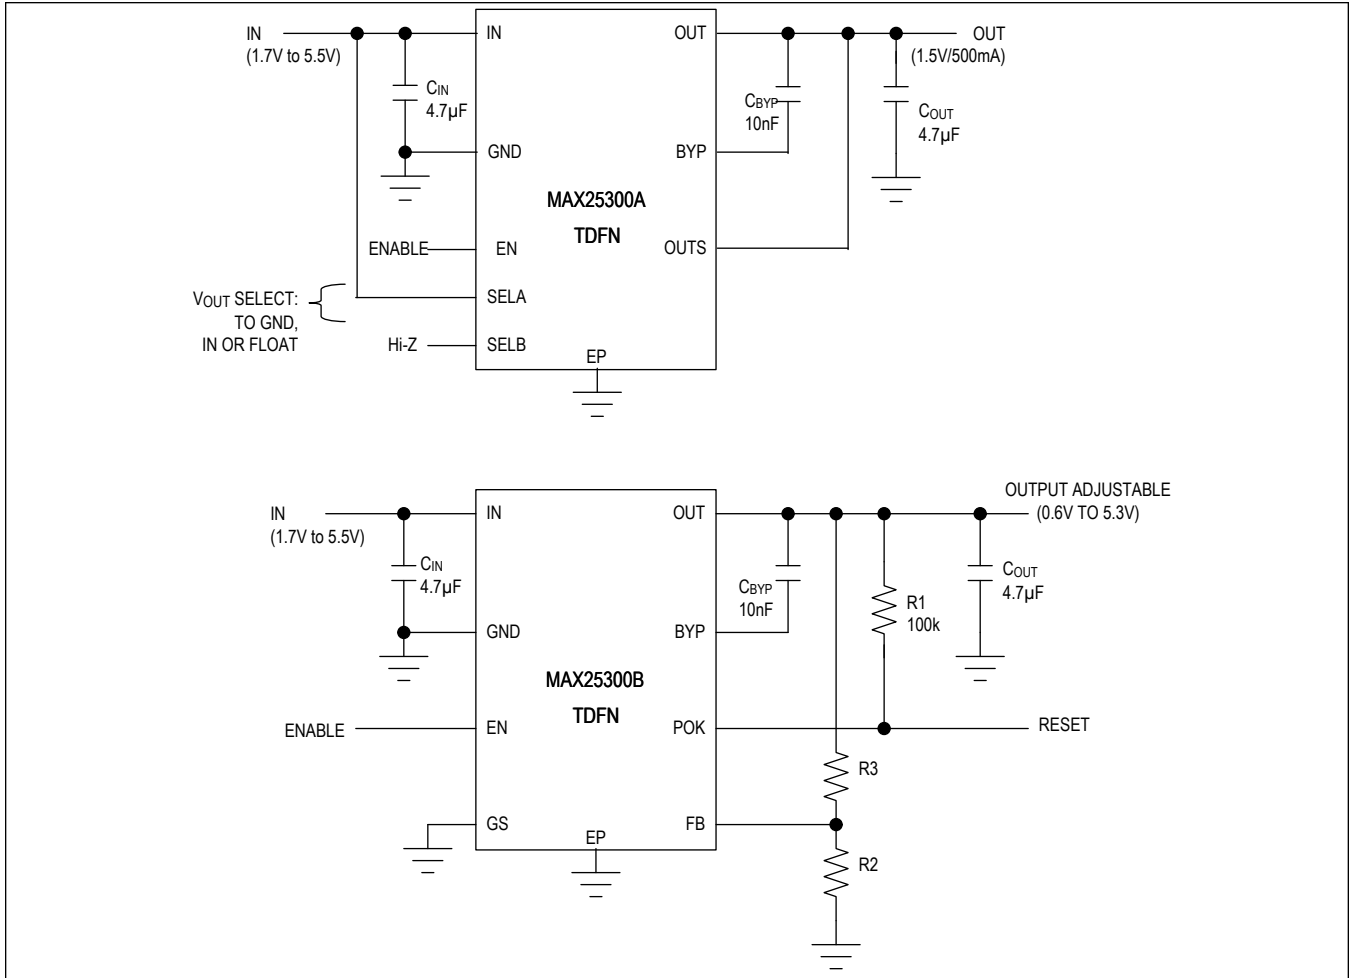 IN
(1.7V to 5.5V)
CIN
4.7µF
IN
GND
ENABLE
EN
VOUT SELECT:
TO GND,
IN OR FLOAT
SELA
Hi-Z
SELB
MAX25300A
TDFN
EP
OUT
BYP
OUTS
CBYP
10nF
COUT
4.7µF
OUT
(1.5V/500mA)
IN
(1.7V to 5.5V)
CIN
4.7µF
IN
GND
ENABLE
EN
GS
MAX25300B
TDFN
EP
OUT
BYP
POK
FB
CBYP
10nF
R1
100k
R3
R2
COUT
4.7µF
OUTPUT ADJUSTABLE
(0.6V TO 5.3V)
RESET